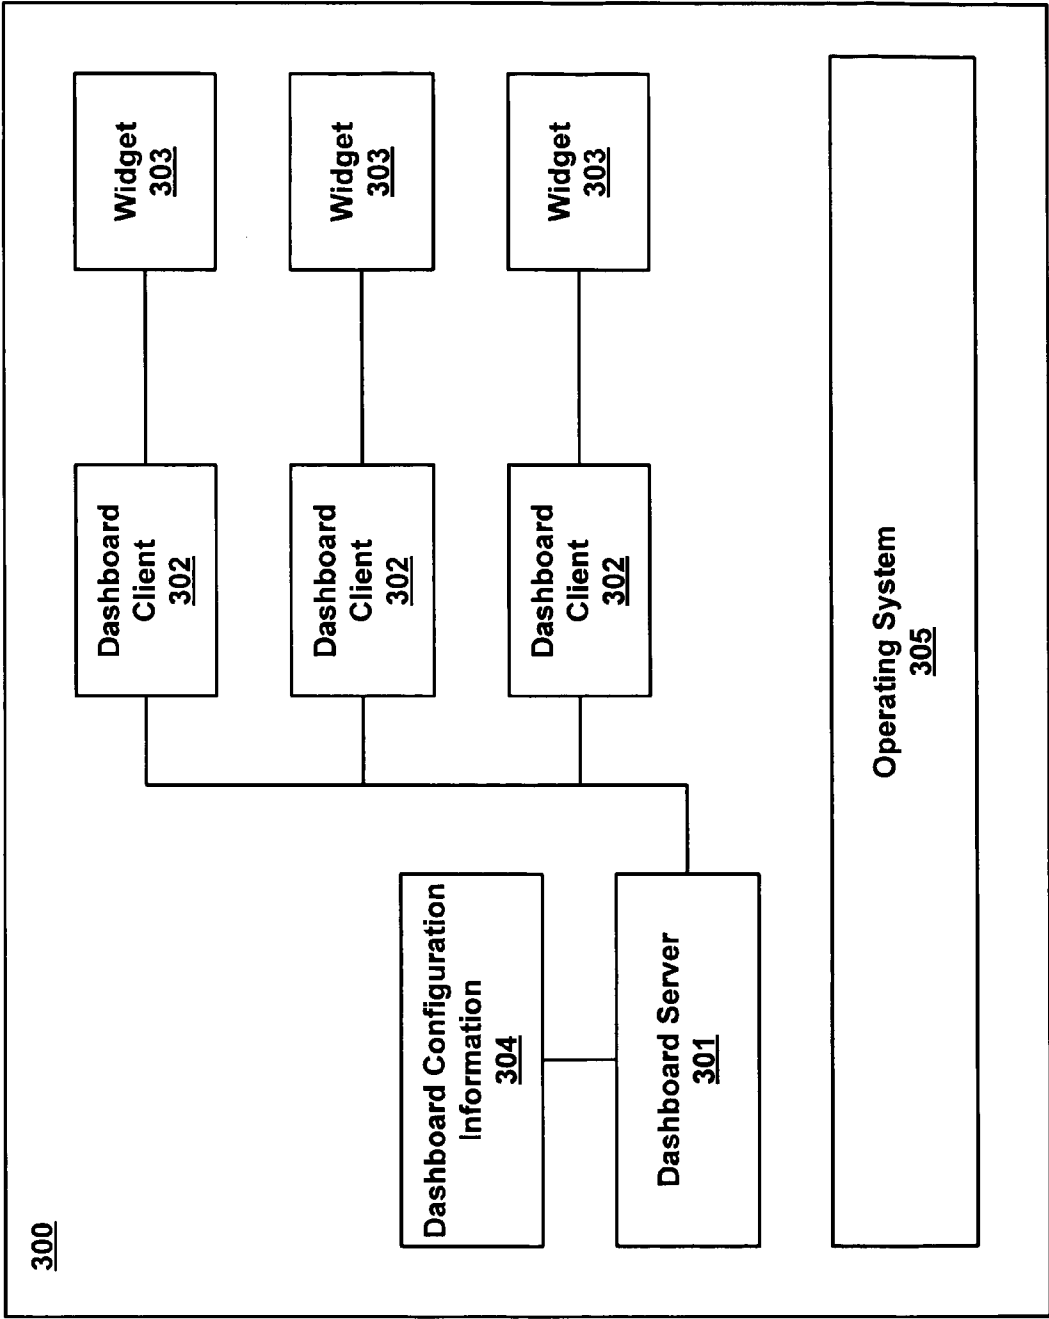 300
Dashboard Configuration
Information
304
Dashboard Server
301
Dashboard
Client
302
Dashboard
Client
302
Dashboard
Client
302
Widget
303
Widget
303
Widget
303
Operating System
305